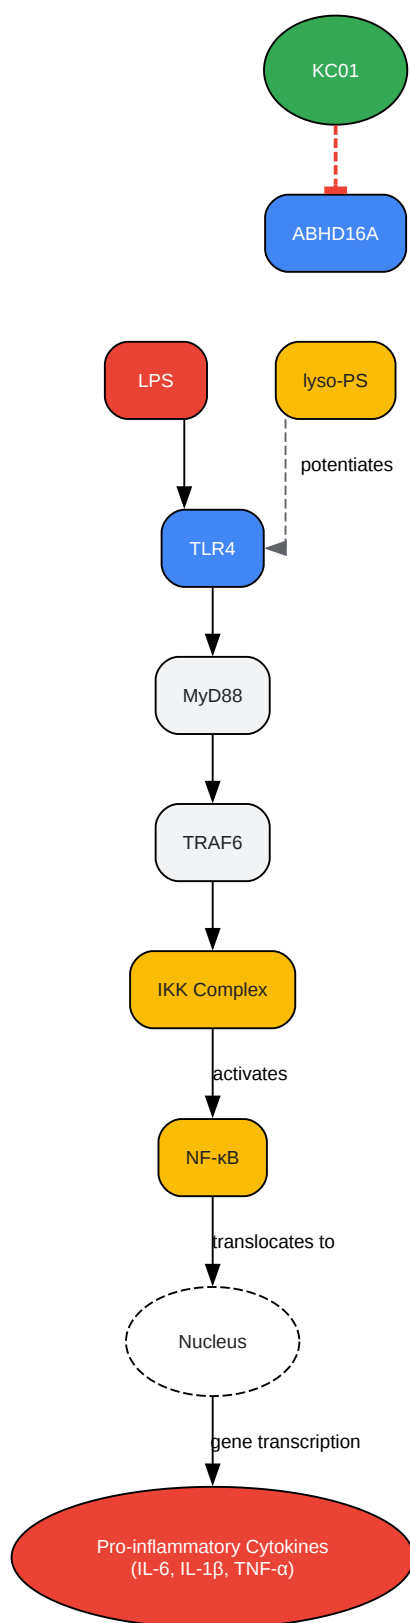 KC01
ABHD16A
LPS
lyso-PS
potentiates
TLR4
MyD88
TRAF6
IKK Complex
activates
NF-κB
translocates to
Nucleus
gene transcription
Pro-inflammatory Cytokines
(IL-6, IL-1β, TNF-α)